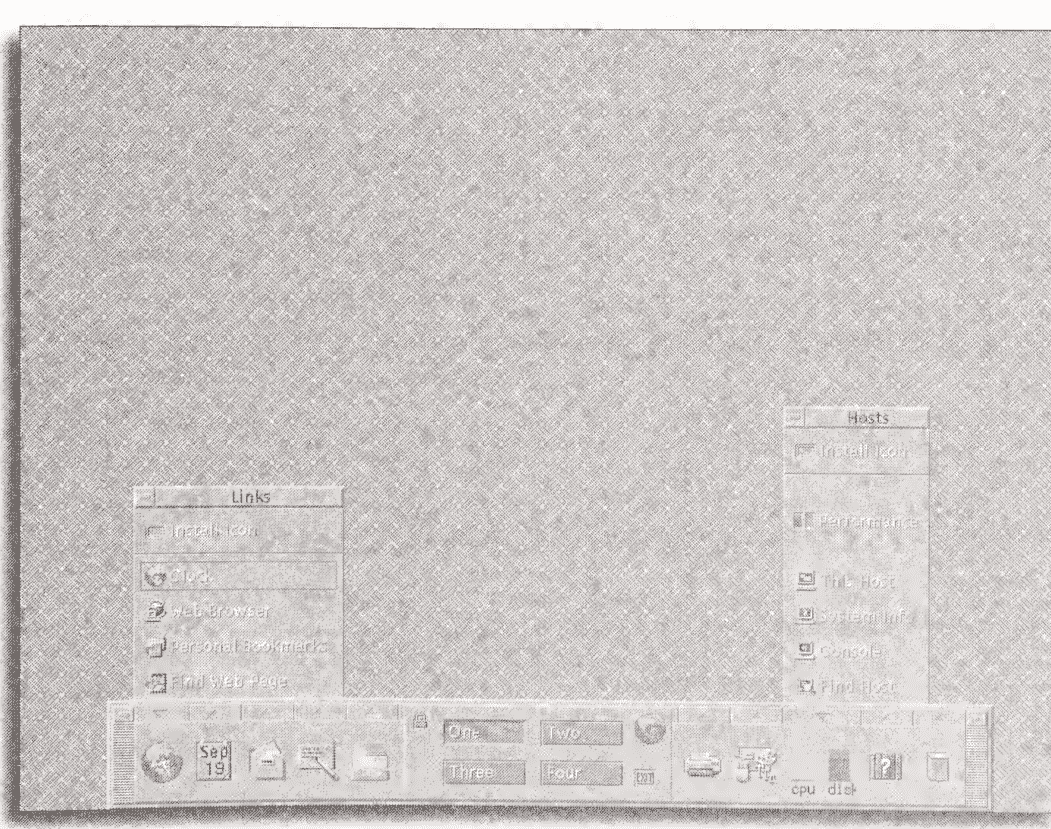 Hosts
Install Icon
Performance
This Host
System Info
Console
Find Host
Links
Install Icon
Clock
Web Browser
Personal Bookmarks
Find Web Page
One Two
Three Four
Sep
19
EXIT
?
cpu disk